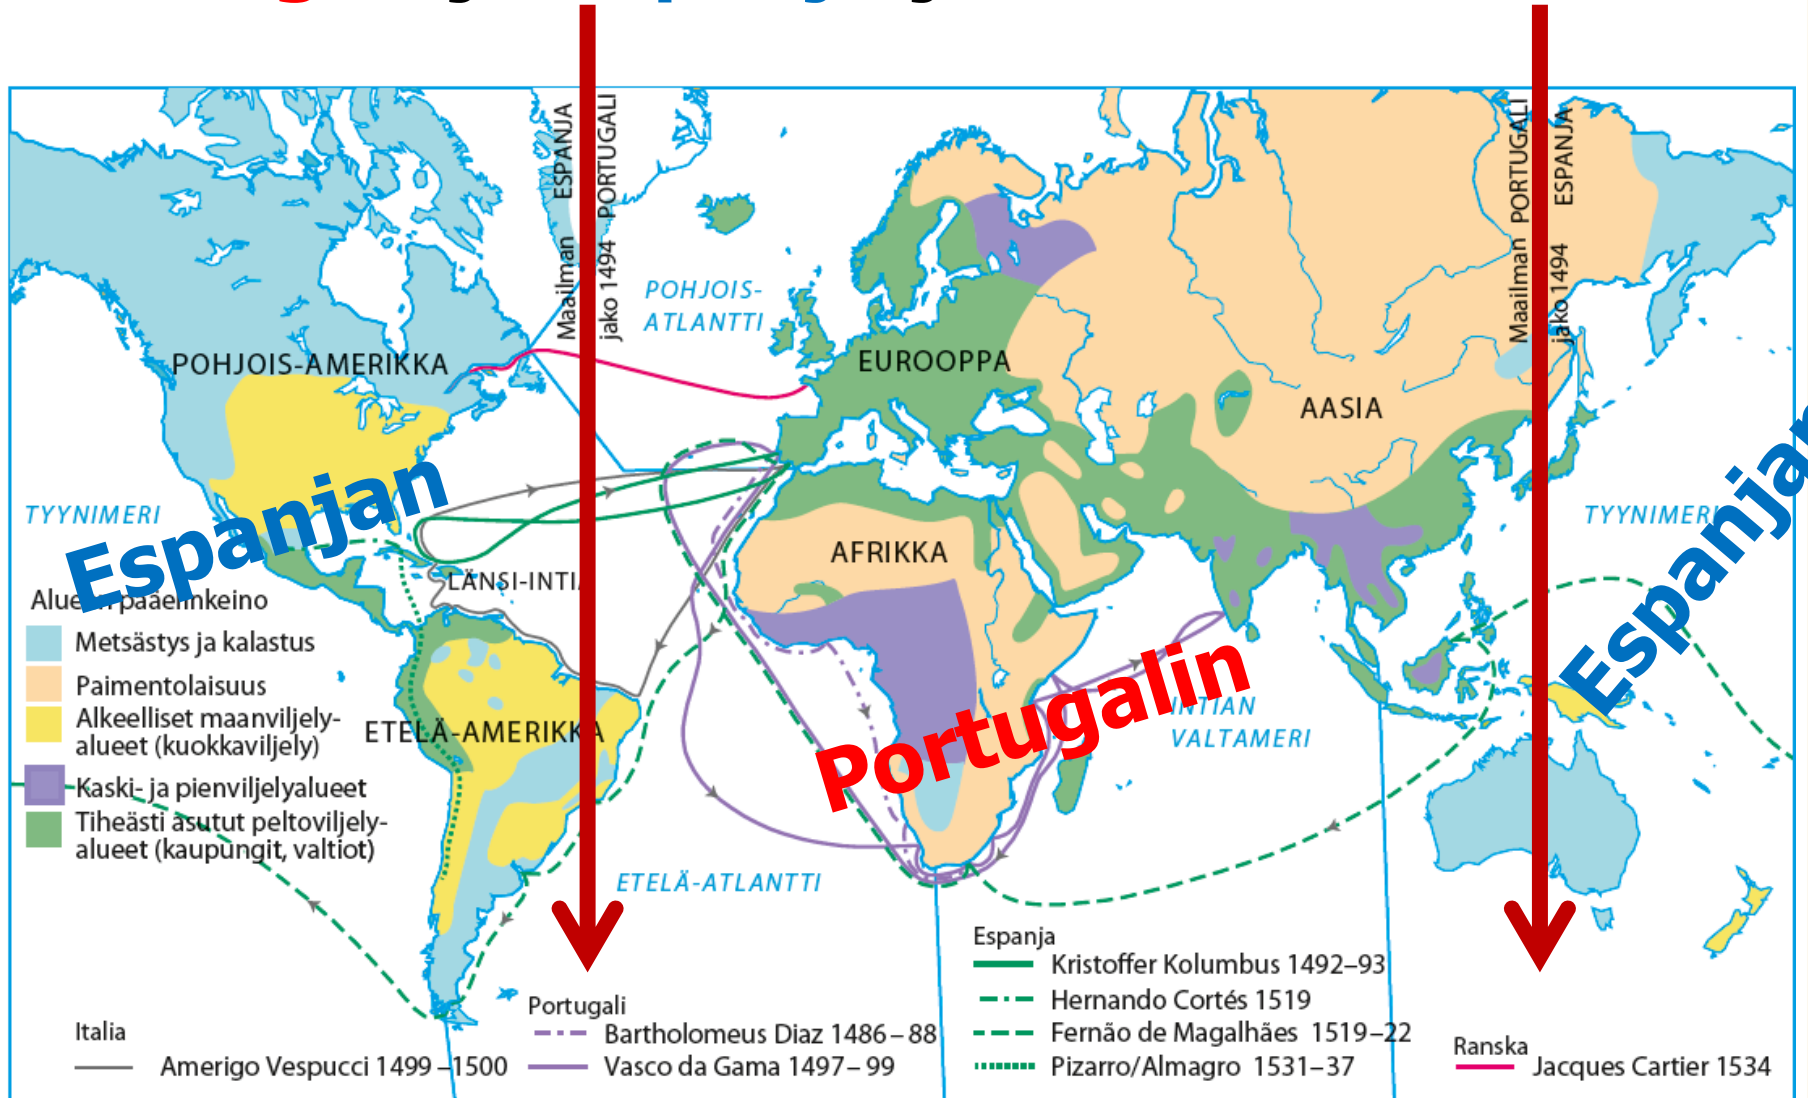 Maailman ESPANJA
jako 1494 PORTUGALI
Maailman PORTUGALI
jako 1494 ESPANJA
POHJOIS-
ATLANTTI
POHJOIS-AMERIKKA
EUROOPPA
AASIA
Espanjan
TYYNIMERI
TYYNIMERI
Espanjan
AFRIKKA
LÄNSI-INTIA
Alueen pääelinkeino
Metsästys ja kalastus
Paimentolaisuus
Alkeelliset maanviljely-
alueet (kuokkaviljely)
Kaski- ja pienviljelyalueet
Tiheästi asutut peltoviljely-
alueet (kaupungit, valtiot)
ETELÄ-AMERIKKA
Portugalin
INTIAN
VALTAMERI
ETELÄ-ATLANTTI
Italia
Amerigo Vespucci 1499–1500
Portugali
Bartholomeus Diaz 1486–88
Vasco da Gama 1497–99
Espanja
Kristoffer Kolumbus 1492–93
Hernando Cortés 1519
Fernão de Magalhães 1519–22
Pizarro/Almagro 1531–37
Ranska
Jacques Cartier 1534